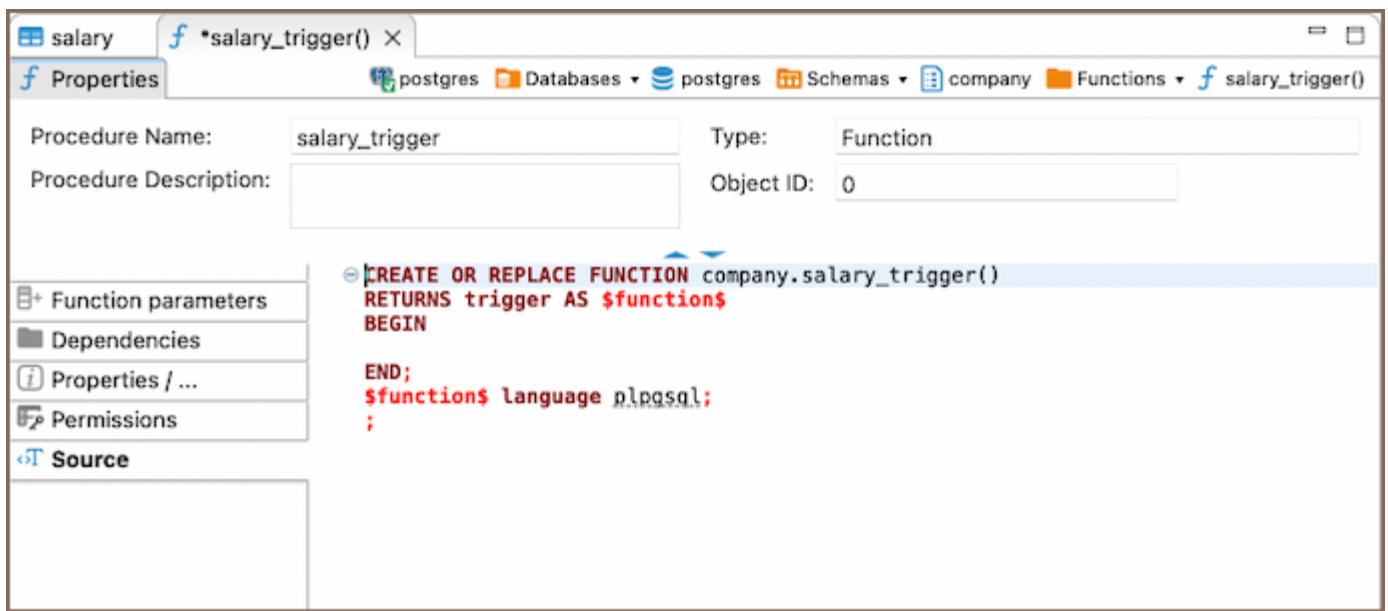 salary *salary_trigger()
Properties postgres Databases postgres Schemas company Functions salary_trigger()
Procedure Name: salary_trigger Type: Function
Procedure Description: Object ID: 0
CREATE OR REPLACE FUNCTION company.salary_trigger()
RETURNS trigger AS $function$
BEGIN
END;
$function$ language plpgsql;
;
Function parameters
Dependencies
Properties / ...
Permissions
Source